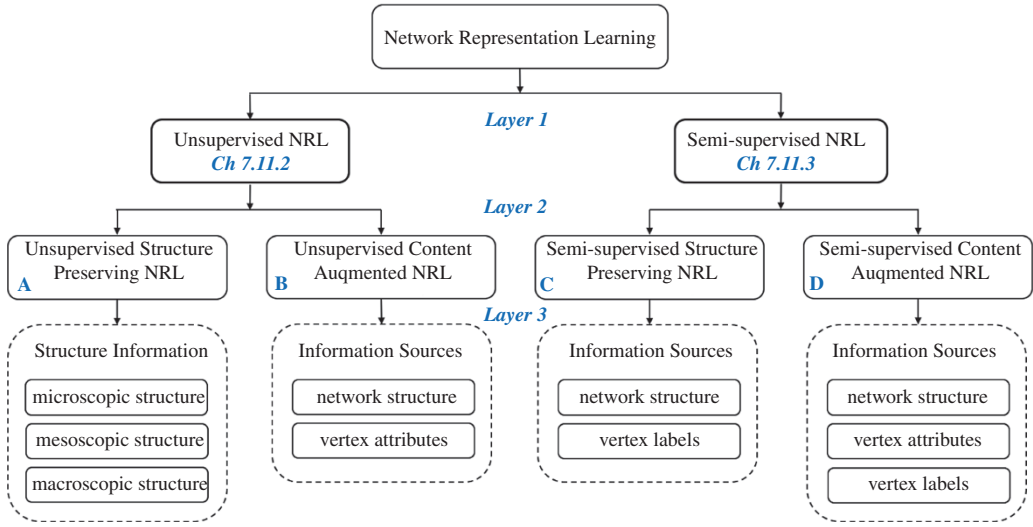 Network Representation Learning
Layer 1
Unsupervised NRL
Ch 7.11.2
Semi-supervised NRL
Ch 7.11.3
Layer 2
Unsupervised Structure
Preserving NRL
A
Unsupervised Content
Auqmented NRL
B
Semi-supervised Structure
Preserving NRL
C
Semi-supervised Content
Auqmented NRL
D
Layer 3
Structure Information
microscopic structure
mesoscopic structure
macroscopic structure
Information Sources
network structure
vertex attributes
Information Sources
network structure
vertex labels
Information Sources
network structure
vertex attributes
vertex labels